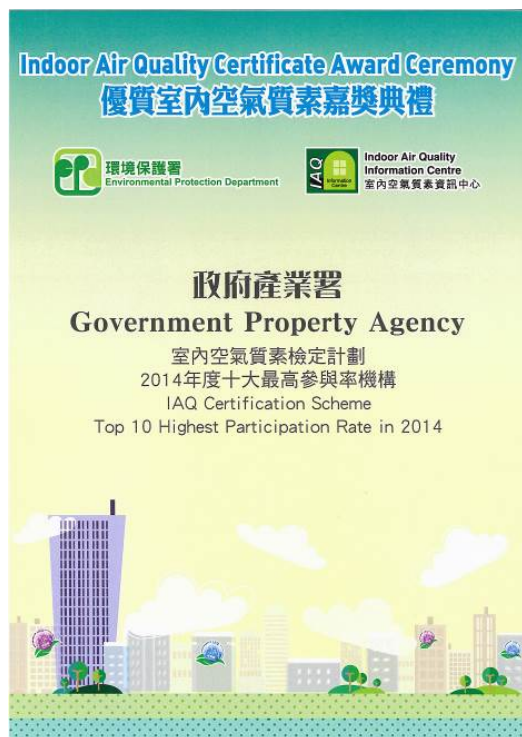 Indoor Air Quality Certificate Award Ceremony
優質室內空氣質素嘉獎典禮
環境保護署
Environmental Protection Department
IAQ
Information
Centre
Indoor Air Quality
Information Centre
室內空氣質素資訊中心
政府產業署
Government Property Agency
室內空氣質素檢定計劃
2014年度十大最高參與率機構
IAQ Certification Scheme
Top 10 Highest Participation Rate in 2014